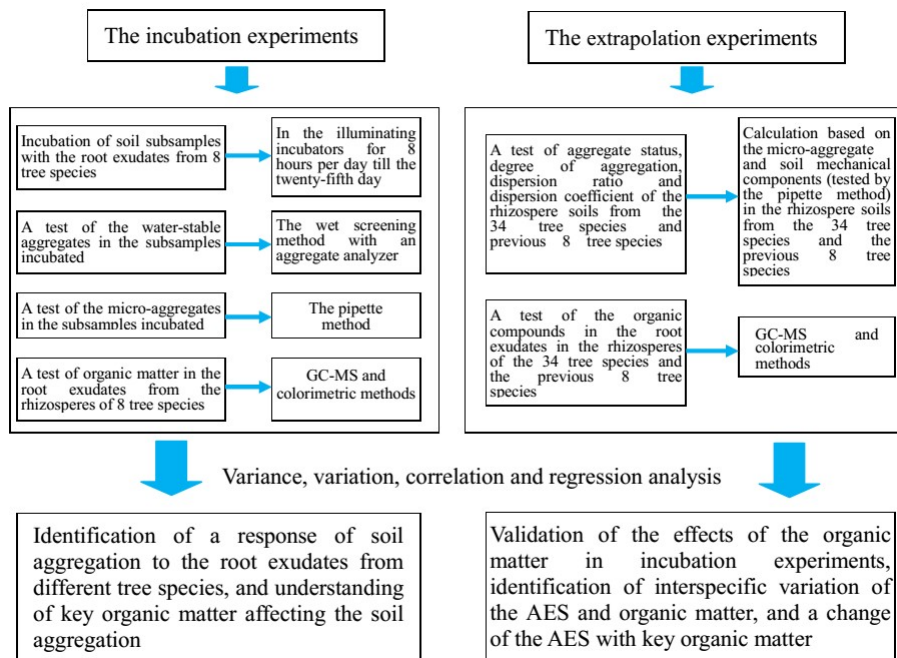 The incubation experiments
The extrapolation experiments
Incubation of soil subsamples
with the root exudates from 8
tree species
In the illuminating
incubators for 8
hours per day till the
twenty-fifth day
A test of the water-stable
aggregates in the subsamples
incubated
The wet screening
method with an
aggregate analyzer
A test of the micro-aggregates
in the subsamples incubated
The pipette
method
A test of organic matter in the
root exudates from the
rhizospheres of 8 tree species
GC-MS and
colorimetric methods
A test of aggregate status,
degree of aggregation,
dispersion ratio and
dispersion coefficient of the
rhizospere soils from the
34 tree species and
previous 8 tree species
Calculation based on
the micro-aggregate
and soil mechanical
components (tested by
the pipette method)
in the rhizospere soils
from the 34 tree
species and the
previous 8 tree
species
A test of the organic
compounds in the root
exudates in the rhizosperes
of the 34 tree species and
the previous 8 tree
species
GC-MS and
colorimetric methods
Variance, variation, correlation and regression analysis
Identification of a response of soil
aggregation to the root exudates from
different tree species, and understanding
of key organic matter affecting the soil
aggregation
Validation of the effects of the organic
matter in incubation experiments,
identification of interspecific variation of
the AES and organic matter, and a change
of the AES with key organic matter